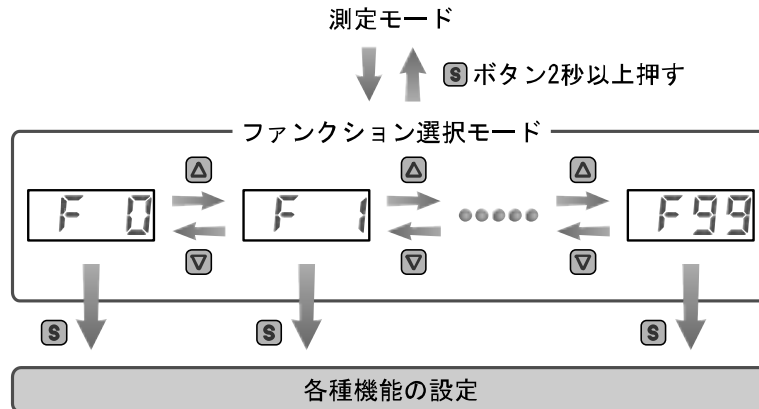 測定モード
S ボタン2秒以上押す
ファンクション選択モード
F 0
F 1
F99
S
S
S
各種機能の設定